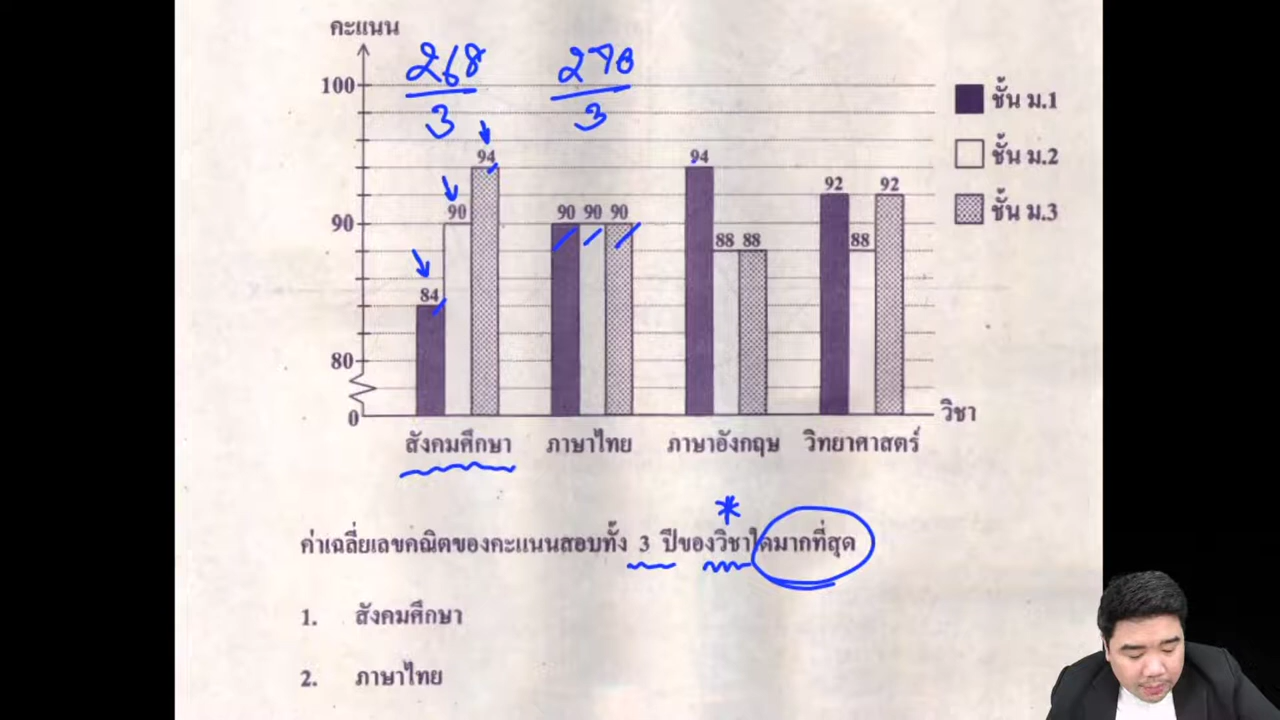 คะแนน
268 270
100
3 3
ชั้น ม.1
ชั้น ม.2
ชั้น ม.3
94 94
92 92
90 90 90 90
90
88 88 88
84
80
0
วิชา
สังคมศึกษา ภาษาไทย ภาษาอังกฤษ วิทยาศาสตร์
*
ค่าเฉลี่ยเลขคณิตของคะแนนสอบทั้ง 3 ปีของวิชาใดมากที่สุด
1. สังคมศึกษา
2. ภาษาไทย